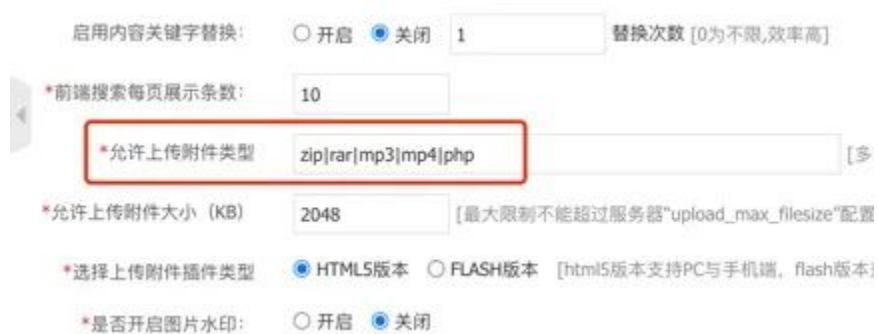 启用内容关键字替换: 开启 关闭 1 替换次数 [0为不限,效率高]
*前端搜索每页展示条数: 10
*允许上传附件类型 zip|rar|mp3|mp4|php [多
*允许上传附件大小（KB） 2048 [最大限制不能超过服务器"upload_max_filesize"配置
*选择上传附件插件类型 HTML5版本 FLASH版本 [html5版本支持PC与手机端，flash版本
*是否开启图片水印: 开启 关闭